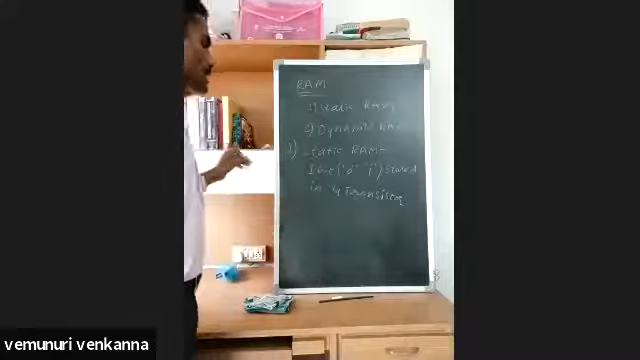 RAM
1) Static RAM
2) Dynamic RAM
1) Static RAM-
1 bit ('0' '1') stored
in 4 Transistor
vemunuri venkanna